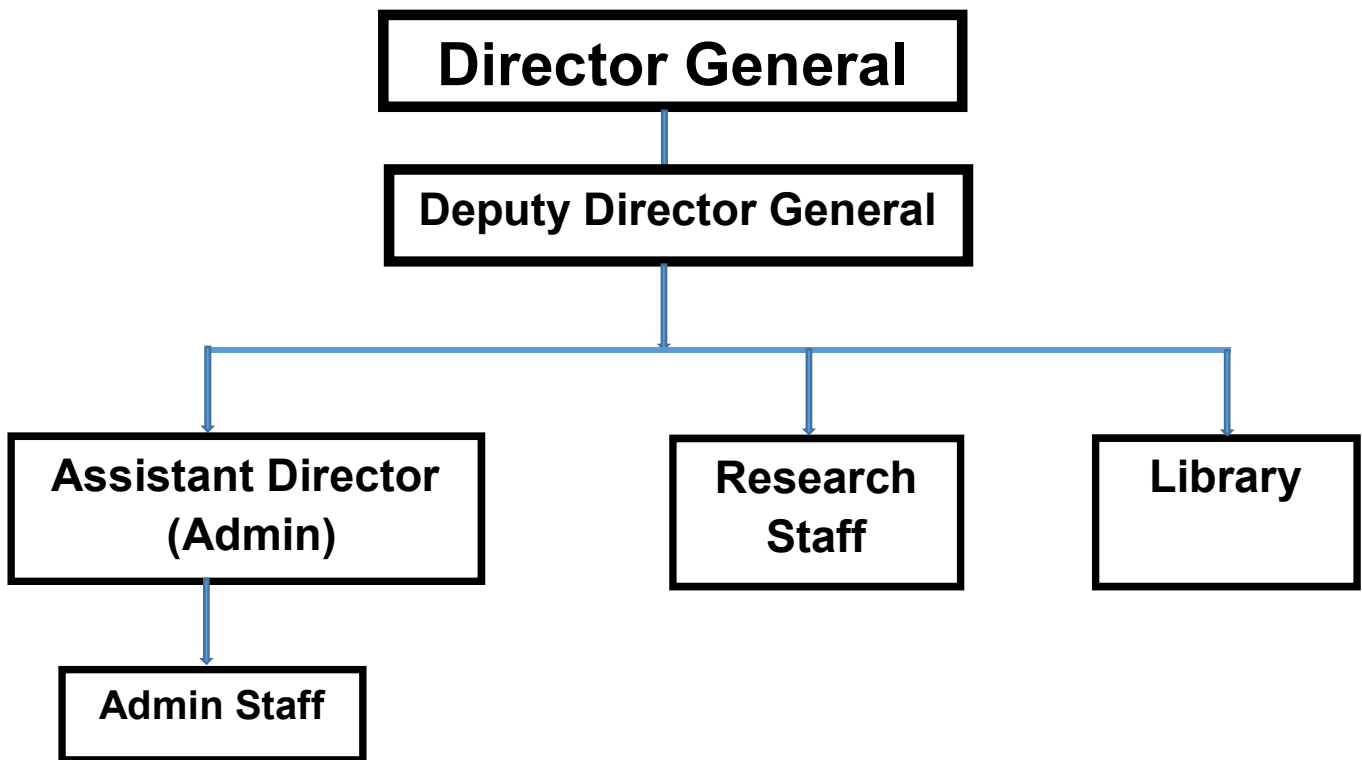 Director General
Deputy Director General
Assistant Director
(Admin)
Research
Staff
Library
Admin Staff